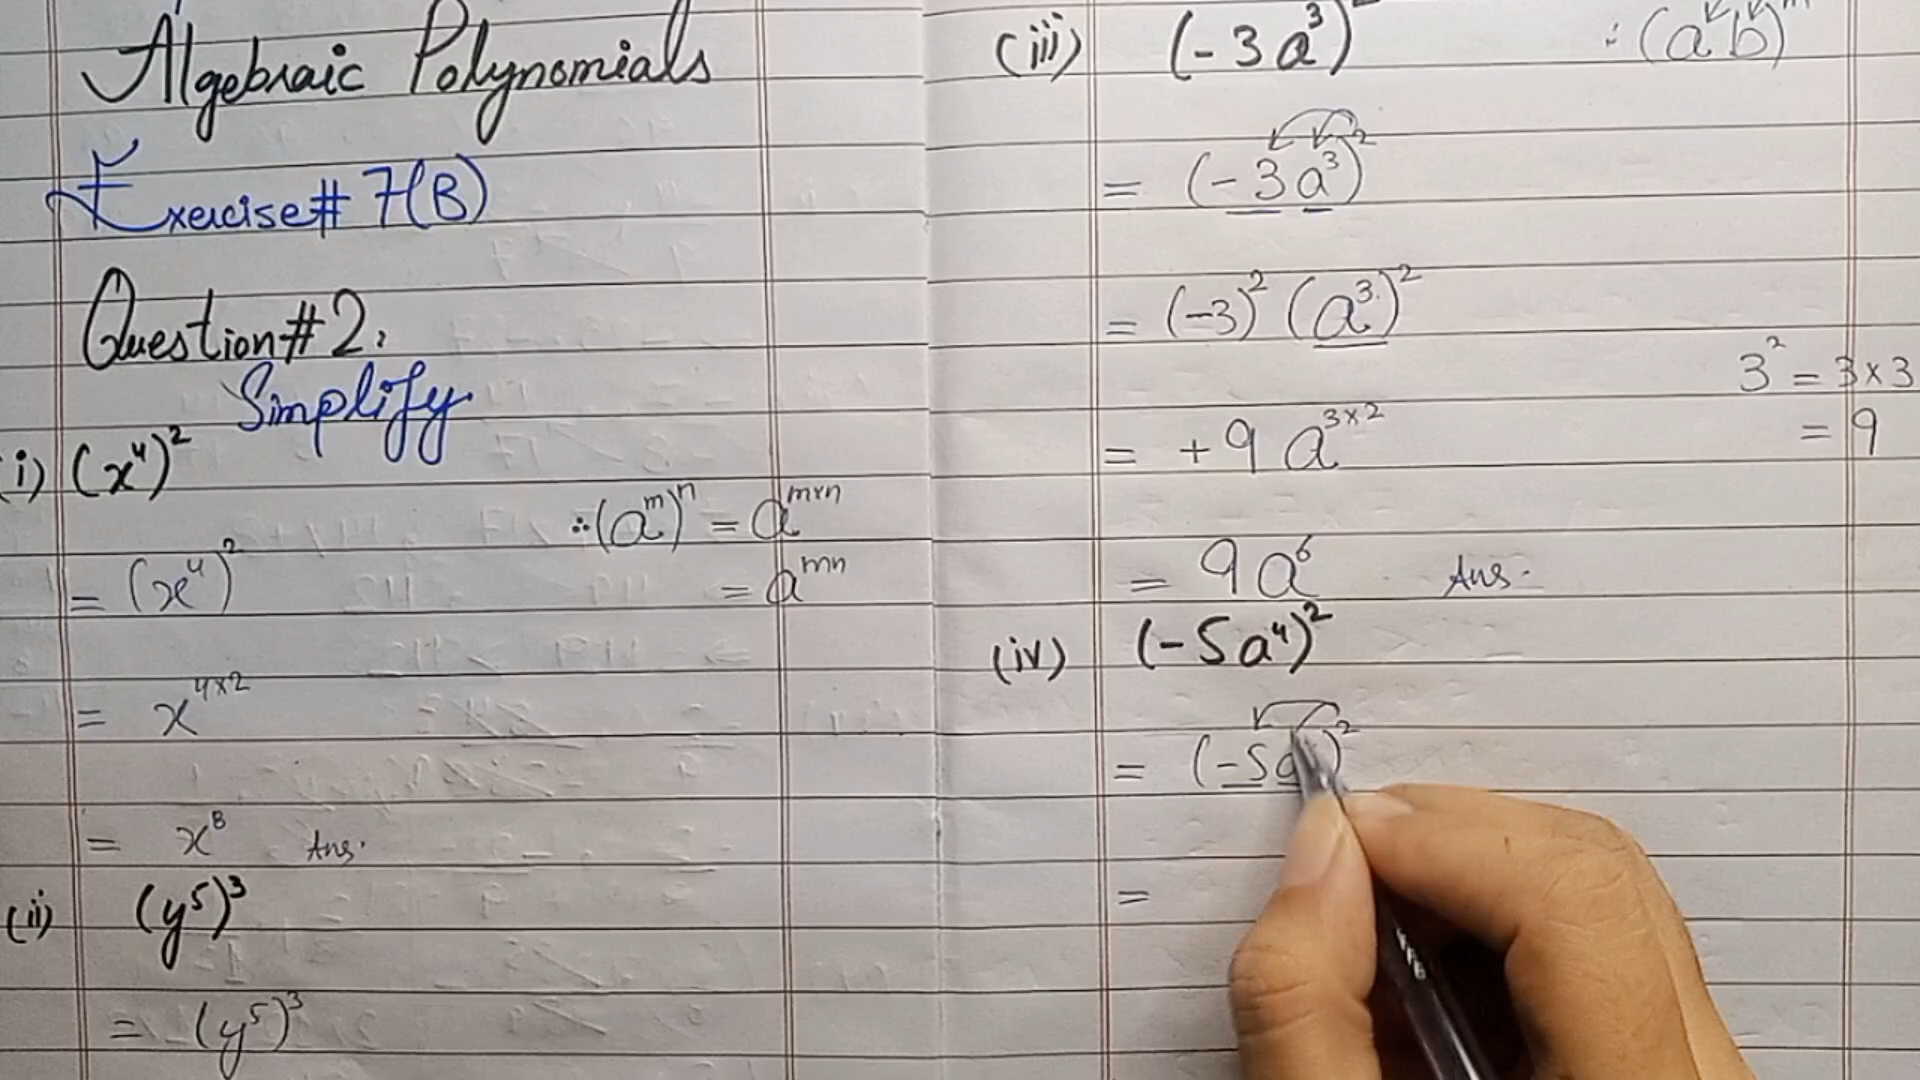 Algebraic Polynomials
Exercise# 7(B)
Question# 2.
Simplify.
(i) (x⁴)²
∴ (aᵐ)ⁿ = aᵐˣⁿ
= (x⁴)²
= aᵐⁿ
= x⁴ˣ²
= x⁸ Ans.
(ii) (y⁵)³
= (y⁵)³
(iii) (-3a³)
∴ (a b)ᵐ
= (-3a³)²
= (-3)² (a³)²
3² = 3×3
= +9 a³ˣ²
= 9
= 9a⁶ Ans.
(iv) (-5a⁴)²
= (-5a )²
=